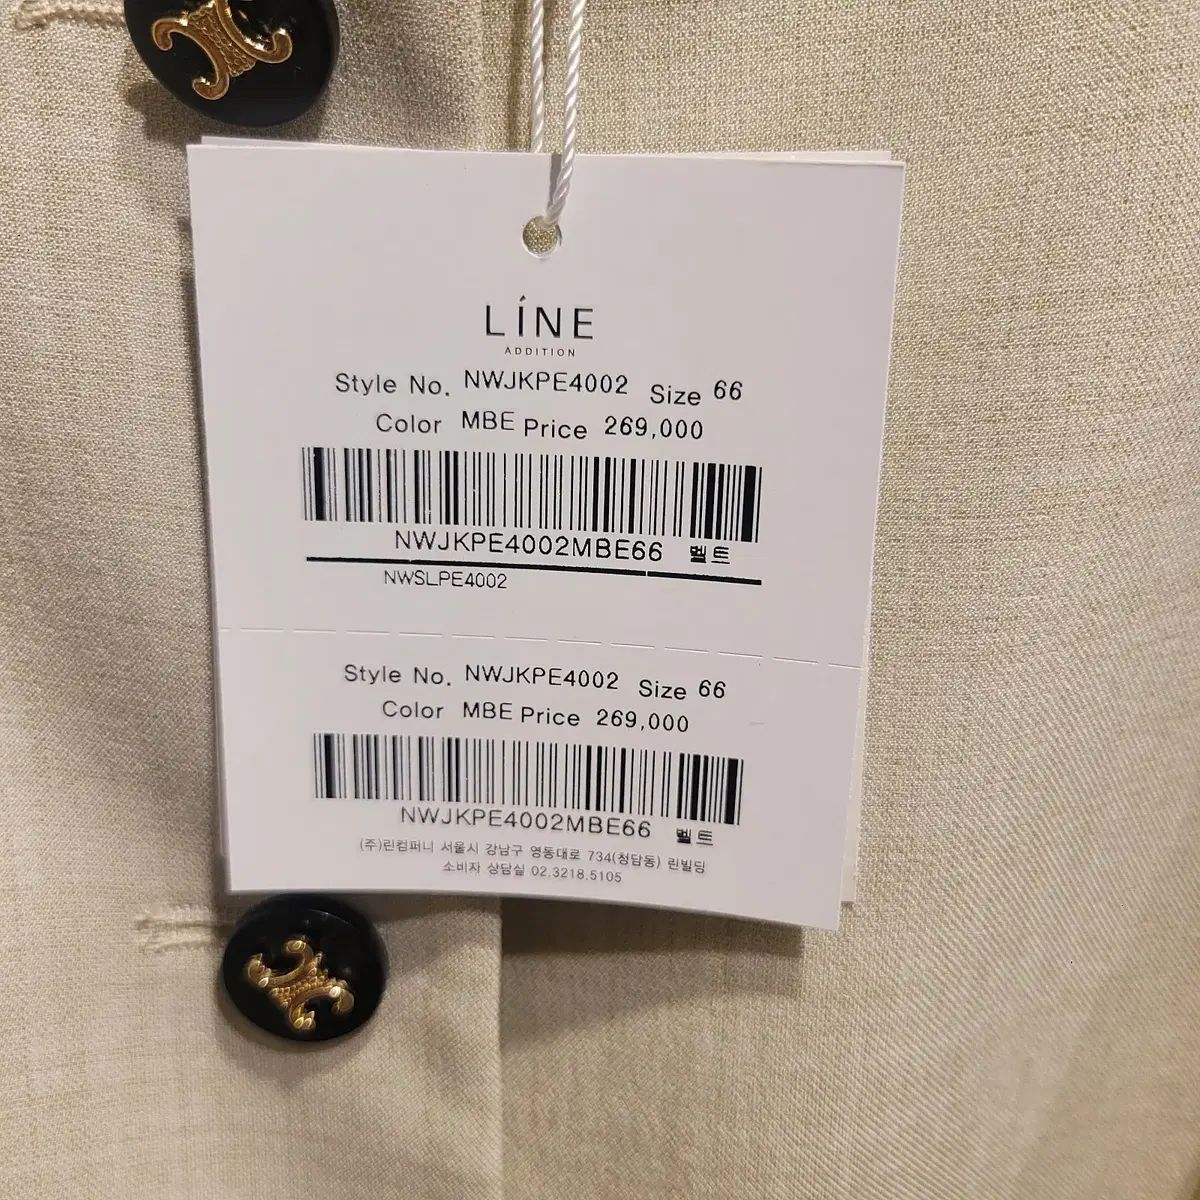 LíNE
ADDITION
Style No. NWJKPE4002 Size 66
Color MBE Price 269,000
NWJKPE4002MBE66 벨트
NWSLPE4002
Style No. NWJKPE4002 Size 66
Color MBE Price 269,000
NWJKPE4002MBE66 벨트
(주)린컴퍼니 서울시 강남구 영동대로 734(청담동) 린빌딩
소비자 상담실 02.3218.5105